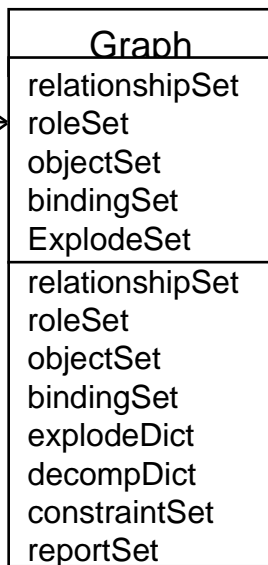 Graph
relationshipSet
roleSet
objectSet
bindingSet
ExplodeSet
relationshipSet
roleSet
objectSet
bindingSet
explodeDict
decompDict
constraintSet
reportSet